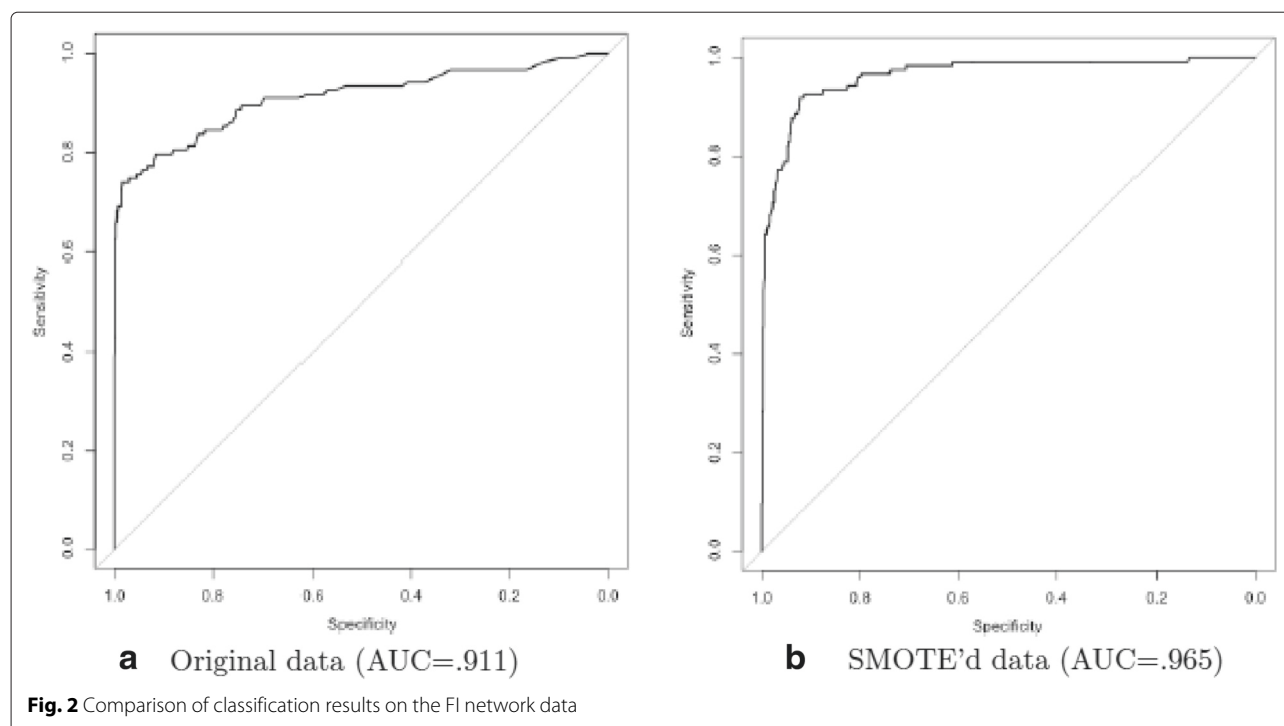 1.0
0.8
0.6
0.4
0.2
0.0
Sensitivity
1.0 0.8 0.6 0.4 0.2 0.0
Specificity
a Original data (AUC=.911)
1.0
0.8
0.6
0.4
0.2
0.0
Sensitivity
1.0 0.8 0.6 0.4 0.2 0.0
Specificity
b SMOTE'd data (AUC=.965)
Fig. 2 Comparison of classification results on the FI network data